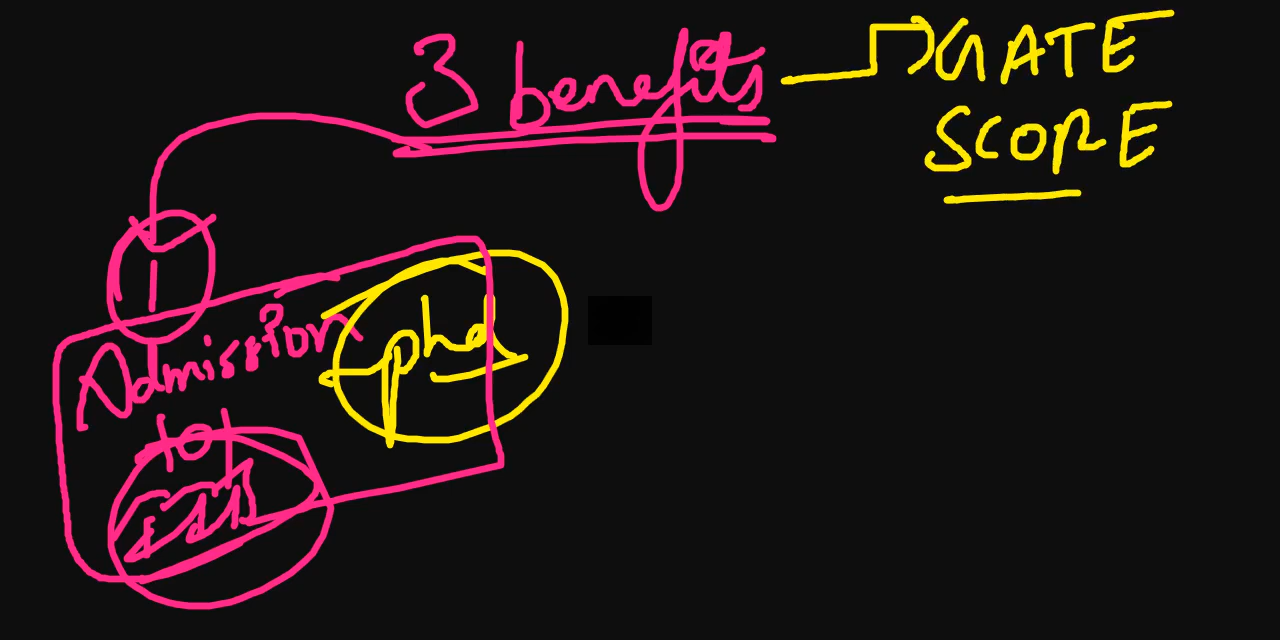 3 benefits
GATE
SCORE
1
Admission
phd
to